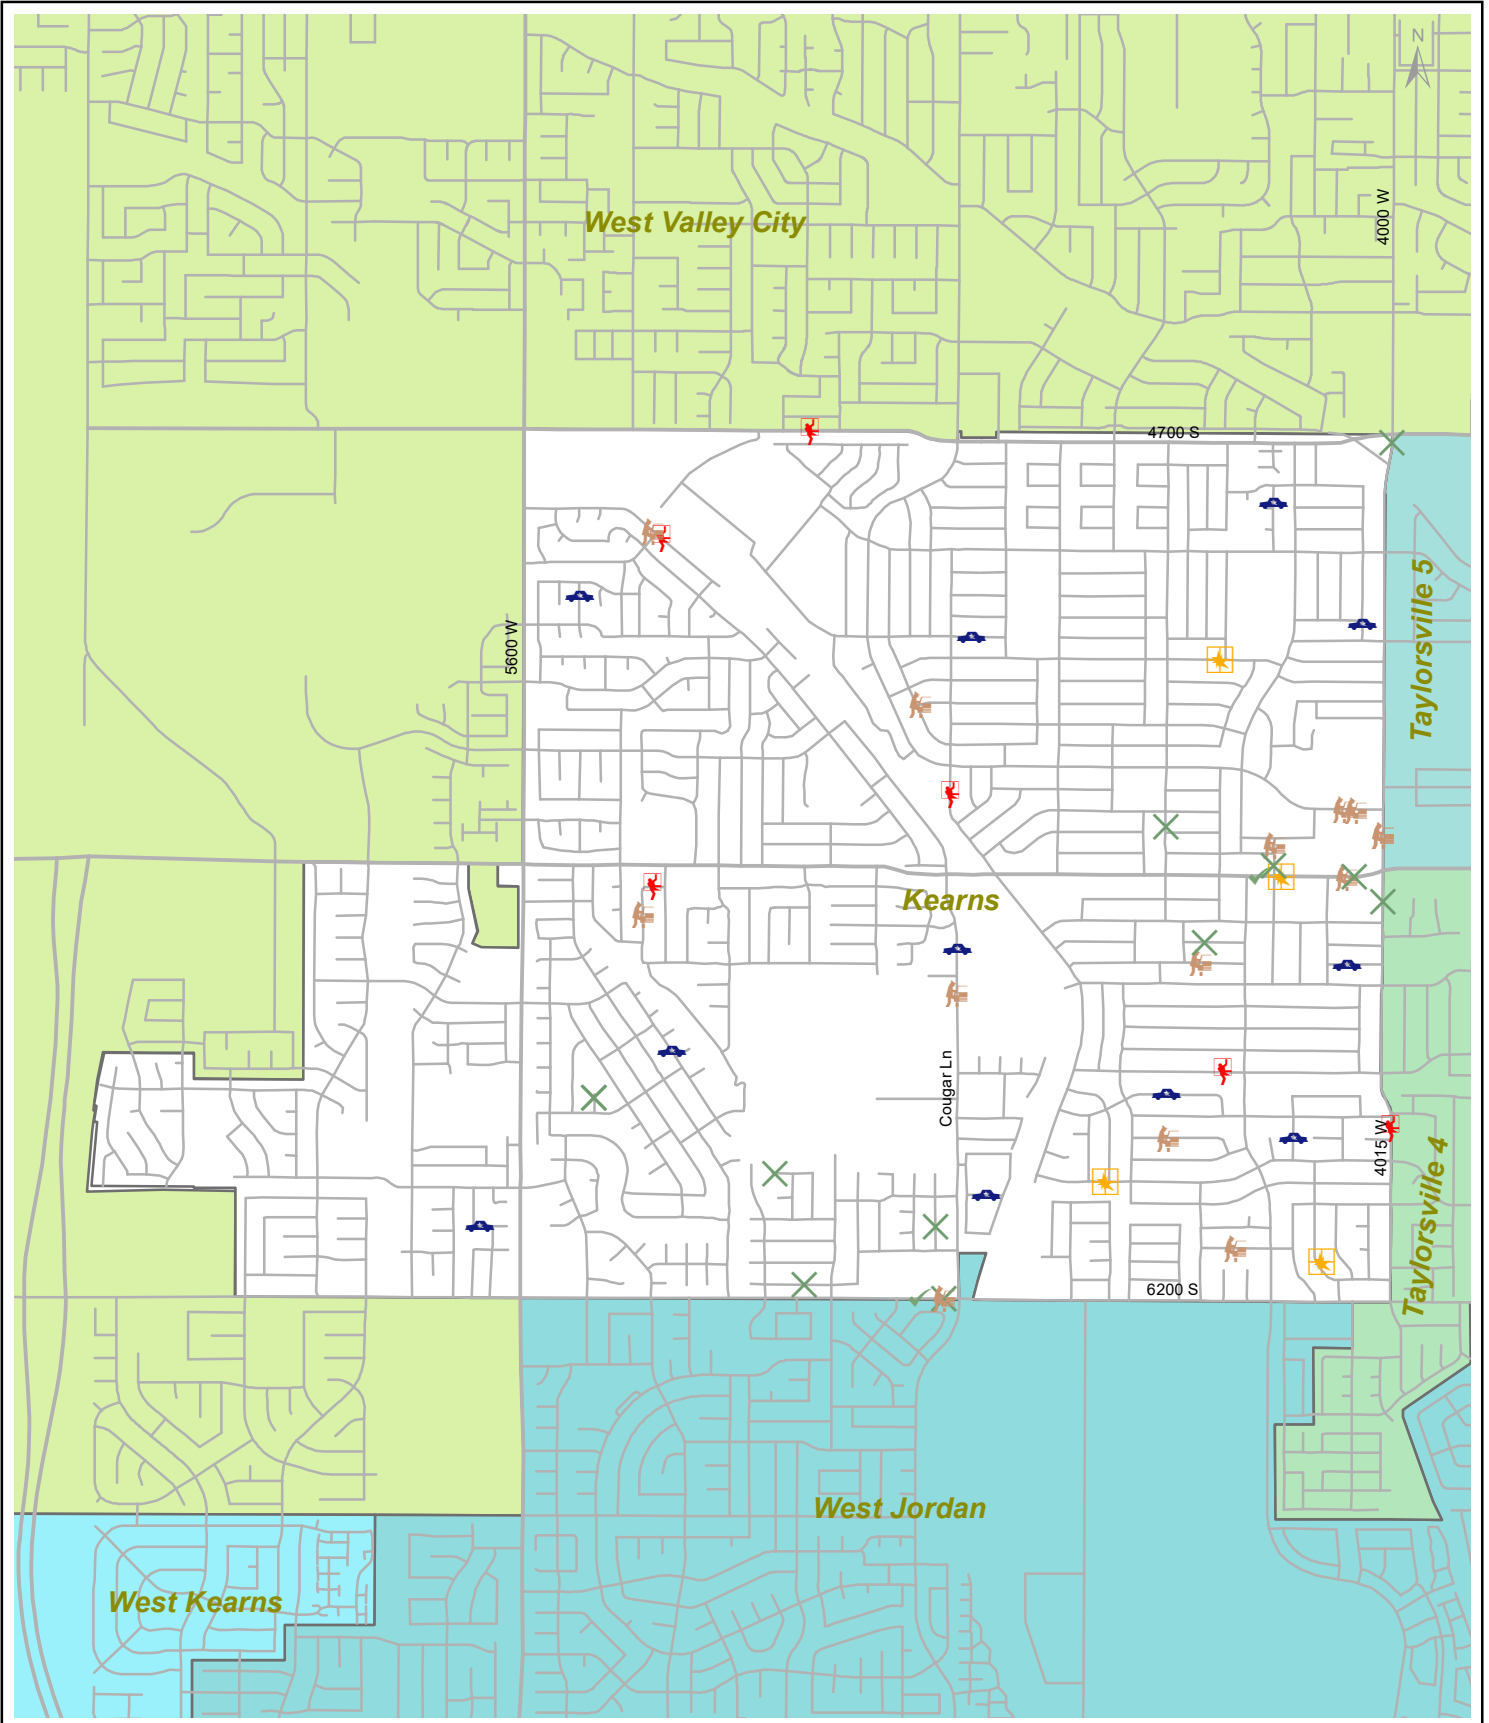 N
4000 W
West Valley City
4700 S
Taylorsville 5
5600 W
Kearns
Cougar Ln
4015 W
Taylorsville 4
6200 S
West Jordan
West Kearns